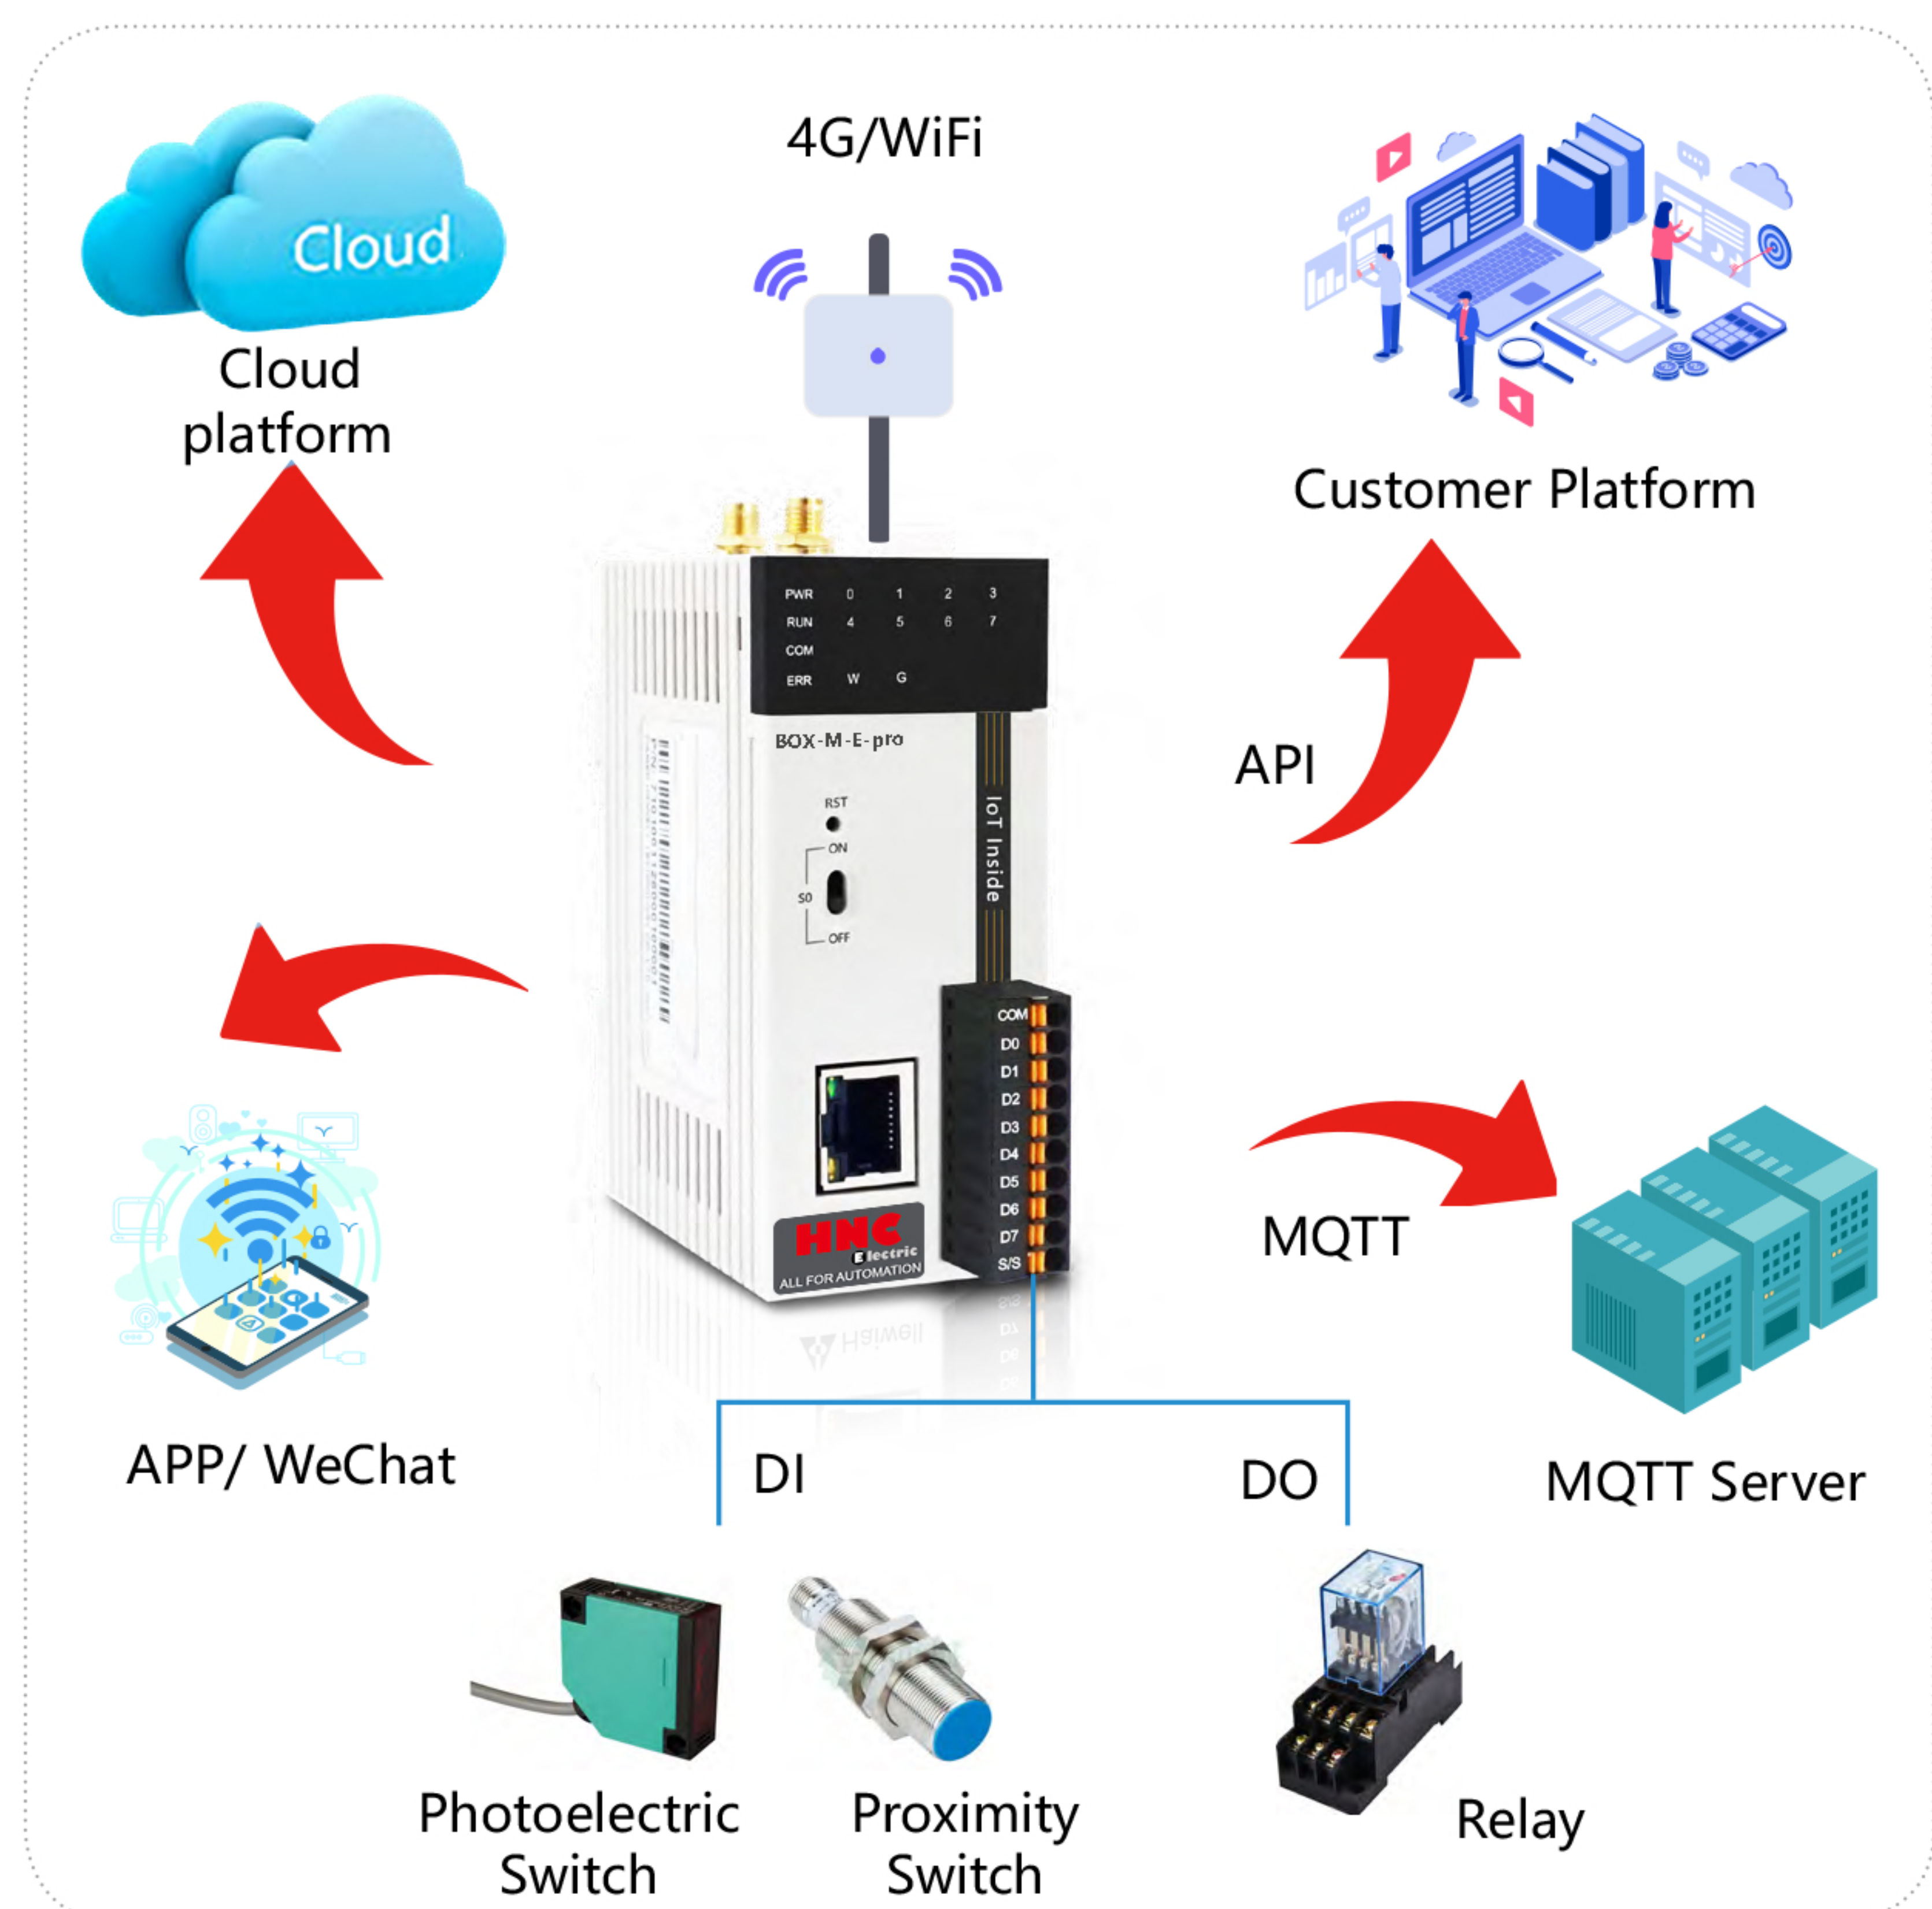 4G/WiFi
Cloud
Cloud
platform
Customer Platform
PWR 0 1 2 3
RUN 4 5 6 7
COM
ERR W G
BOX-M-E-pro
RST
ON
S0
OFF
IoT Inside
API
COM
D0
D1
D2
D3
D4
D5
D6
D7
S/S
HNC
Electric
ALL FOR AUTOMATION
Haiwell
MQTT
APP/ WeChat
DI
DO
MQTT Server
Photoelectric
Switch
Proximity
Switch
Relay